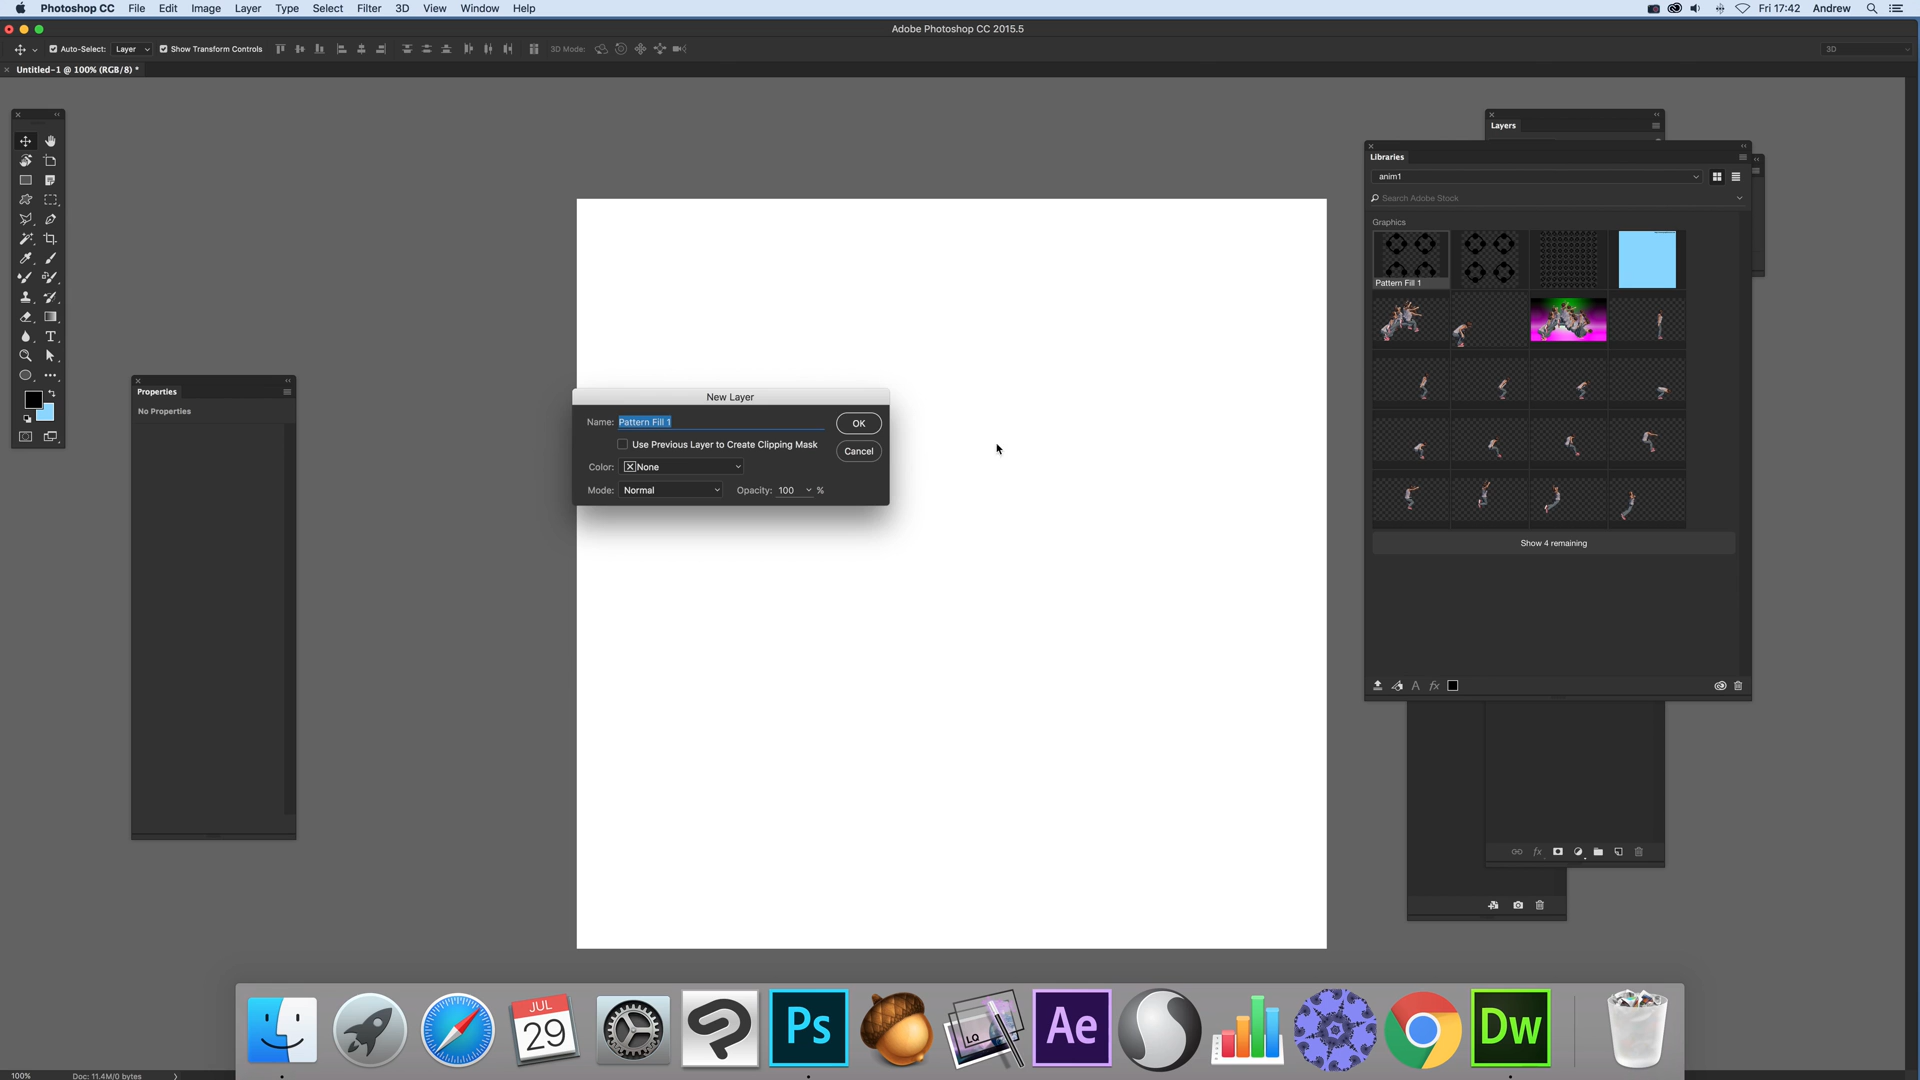 Photoshop CC File Edit Image Layer Type Select Filter 3D View Window Help Fri 17:42 Andrew
Adobe Photoshop CC 2015.5
Auto-Select: Layer Show Transform Controls 3D Mode: 3D
Untitled-1 @ 100% (RGB/8) *
Layers
Libraries
anim1
Search Adobe Stock
Graphics
Pattern Fill 1
Show 4 remaining
Properties
No Properties
New Layer
Name: Pattern Fill 1 OK
Use Previous Layer to Create Clipping Mask
Cancel
Color: None
Mode: Normal Opacity: 100 %
JUL
29
Ps
LQ
Ae
Dw
100% Doc: 11.4M/0 bytes